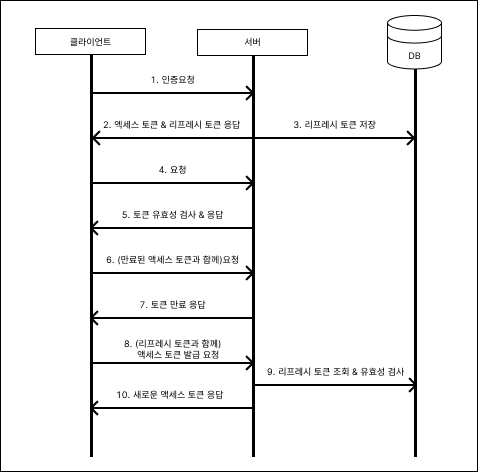 클라이언트
서버
DB
1. 인증요청
2. 엑세스 토큰 & 리프레시 토큰 응답
3. 리프레시 토큰 저장
4. 요청
5. 토큰 유효성 검사 & 응답
6. (만료된 액세스 토큰과 함께)요청
7. 토큰 만료 응답
8. (리프레시 토큰과 함께)
액세스 토큰 발급 요청
9. 리프레시 토큰 조회 & 유효성 검사
10. 새로운 액세스 토큰 응답